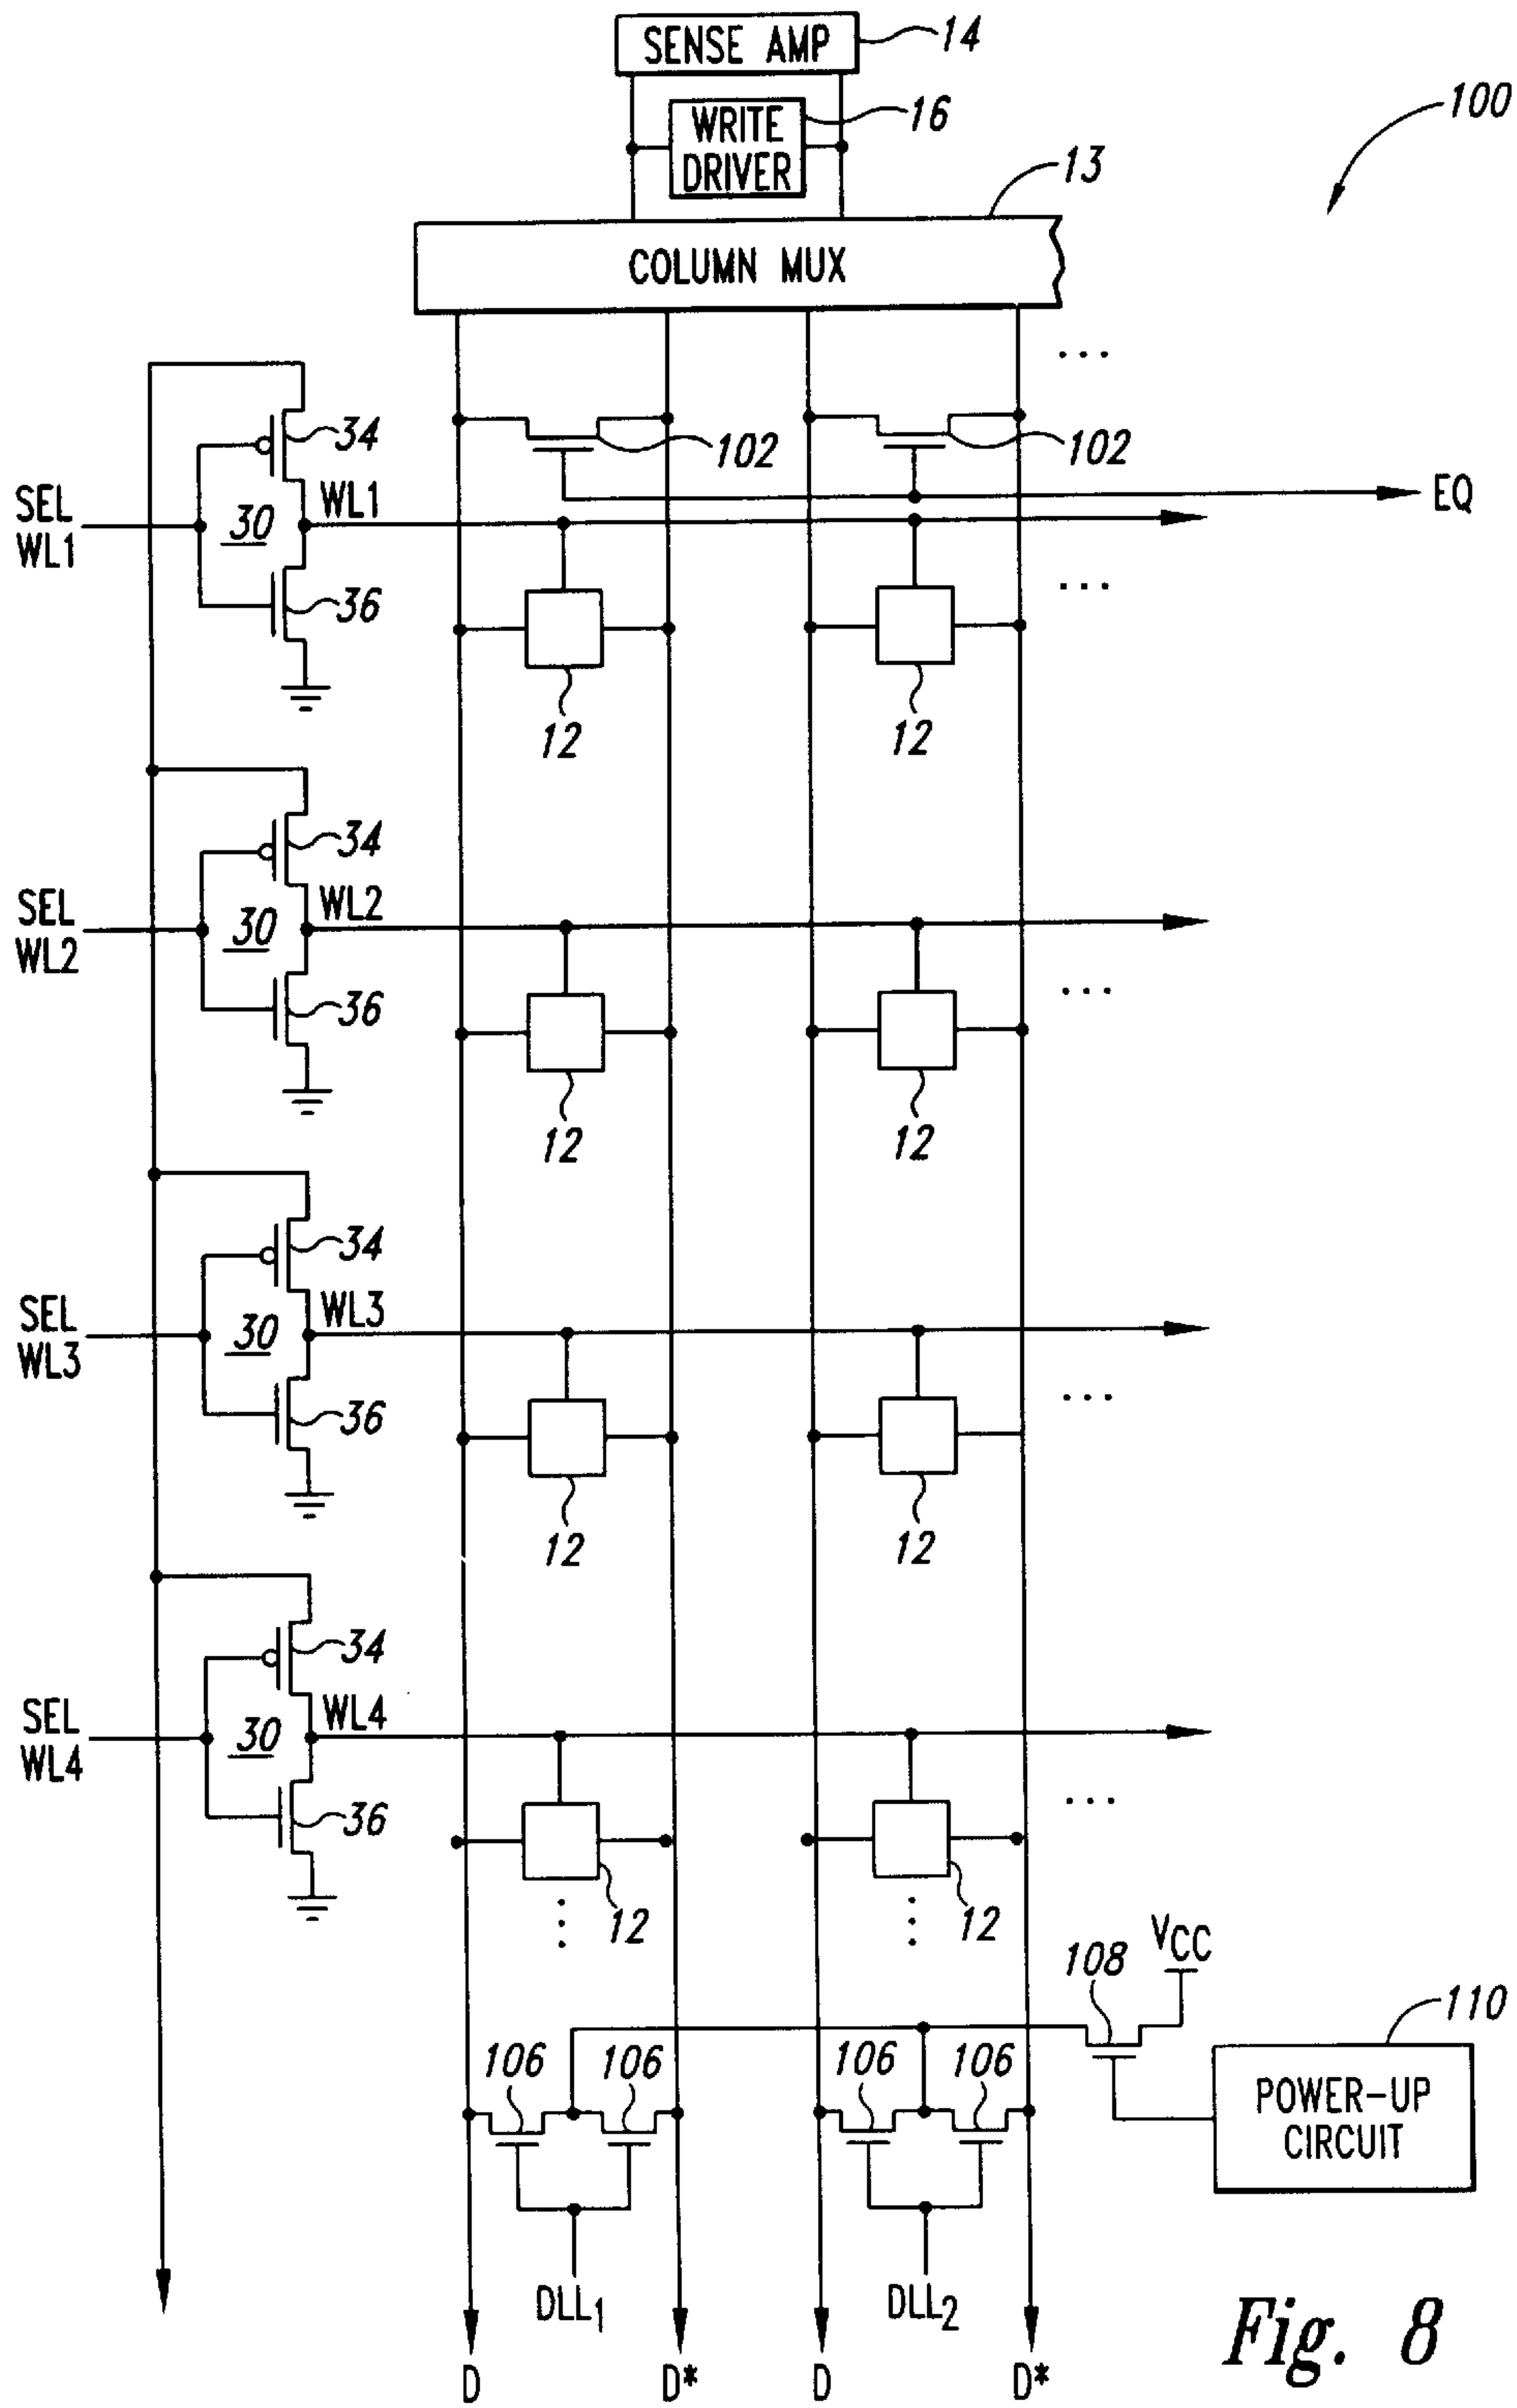 SENSE AMP
14
WRITE
DRIVER
16
100
13
COLUMN MUX
...
34
102
102
SEL
WL1
30
WL1
EQ
36
...
12
12
34
SEL
WL2
30
WL2
36
...
12
12
34
SEL
WL3
30
WL3
36
...
12
12
34
SEL
WL4
30
WL4
36
...
12
12
VCC
108
110
106
106
106
106
POWER-UP
CIRCUIT
DLL1
DLL2
D
D*
D
D*
Fig. 8